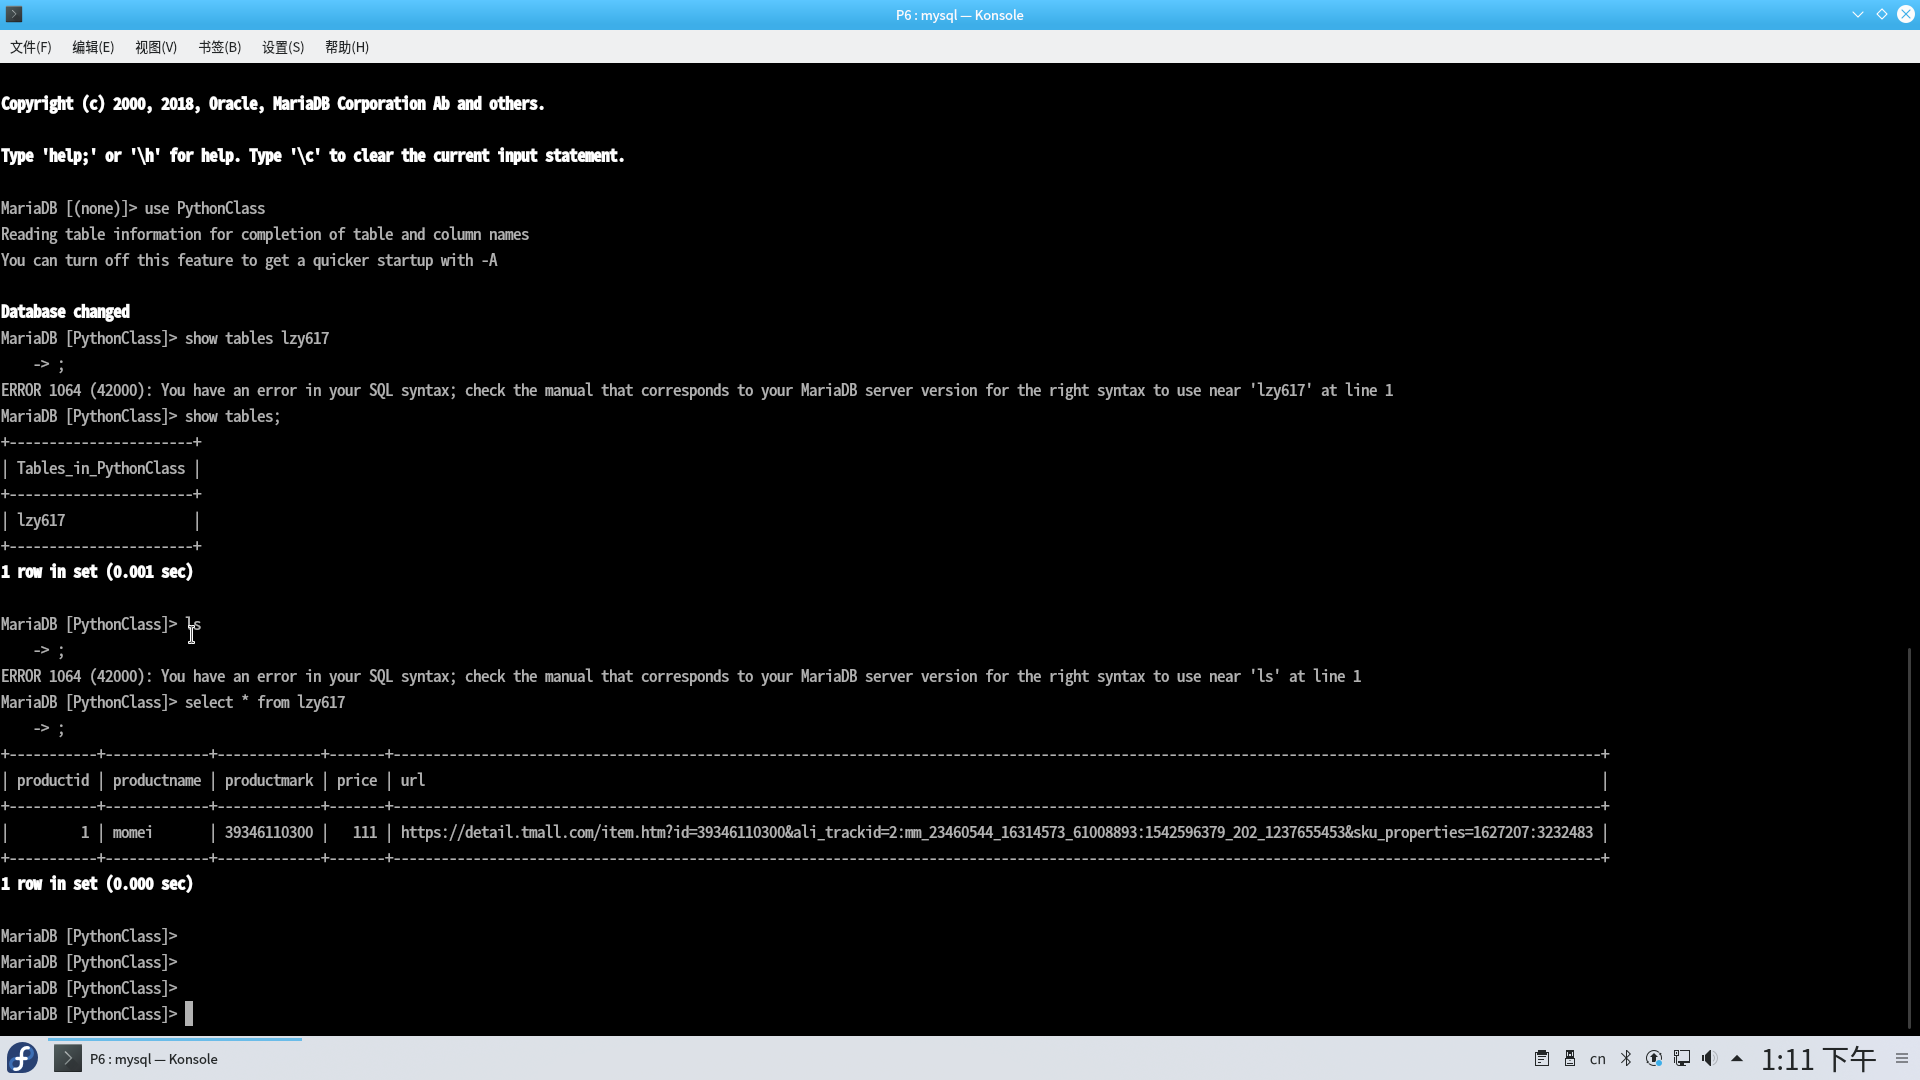 P6 : mysql — Konsole
文件(F) 编辑(E) 视图(V) 书签(B) 设置(S) 帮助(H)
Copyright (c) 2000, 2018, Oracle, MariaDB Corporation Ab and others.
Type 'help;' or '\h' for help. Type '\c' to clear the current input statement.
MariaDB [(none)]> use PythonClass
Reading table information for completion of table and column names
You can turn off this feature to get a quicker startup with -A
Database changed
MariaDB [PythonClass]> show tables lzy617
    -> ;
ERROR 1064 (42000): You have an error in your SQL syntax; check the manual that corresponds to your MariaDB server version for the right syntax to use near 'lzy617' at line 1
MariaDB [PythonClass]> show tables;
+-----------------------+
| Tables_in_PythonClass |
+-----------------------+
| lzy617                |
+-----------------------+
1 row in set (0.001 sec)
MariaDB [PythonClass]> ls
    -> ;
ERROR 1064 (42000): You have an error in your SQL syntax; check the manual that corresponds to your MariaDB server version for the right syntax to use near 'ls' at line 1
MariaDB [PythonClass]> select * from lzy617
    -> ;
+-----------+-------------+-------------+-------+------------------------------------------------------------------------------------------------------------------------------------------------------+
| productid | productname | productmark | price | url                                                                                                                                                  |
+-----------+-------------+-------------+-------+------------------------------------------------------------------------------------------------------------------------------------------------------+
|         1 | momei       | 39346110300 |   111 | https://detail.tmall.com/item.htm?id=39346110300&ali_trackid=2:mm_23460544_16314573_61008893:1542596379_202_1237655453&sku_properties=1627207:3232483 |
+-----------+-------------+-------------+-------+------------------------------------------------------------------------------------------------------------------------------------------------------+
1 row in set (0.000 sec)
MariaDB [PythonClass]>
MariaDB [PythonClass]>
MariaDB [PythonClass]>
MariaDB [PythonClass]>
P6 : mysql — Konsole
cn
1:11 下午